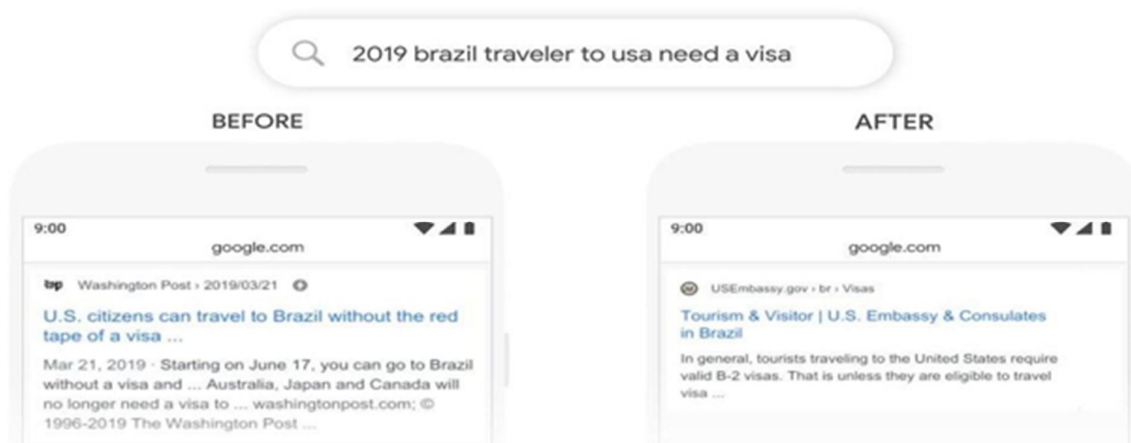 2019 brazil traveler to usa need a visa
BEFORE
9:00
google.com
Washington Post › 2019/03/21
U.S. citizens can travel to Brazil without the red
tape of a visa ...
Mar 21, 2019 · Starting on June 17, you can go to Brazil
without a visa and ... Australia, Japan and Canada will
no longer need a visa to ... washingtonpost.com; ©
1996-2019 The Washington Post ...
AFTER
9:00
google.com
USEmbassy.gov › br › Visas
Tourism & Visitor | U.S. Embassy & Consulates
in Brazil
In general, tourists traveling to the United States require
valid B-2 visas. That is unless they are eligible to travel
visa ...